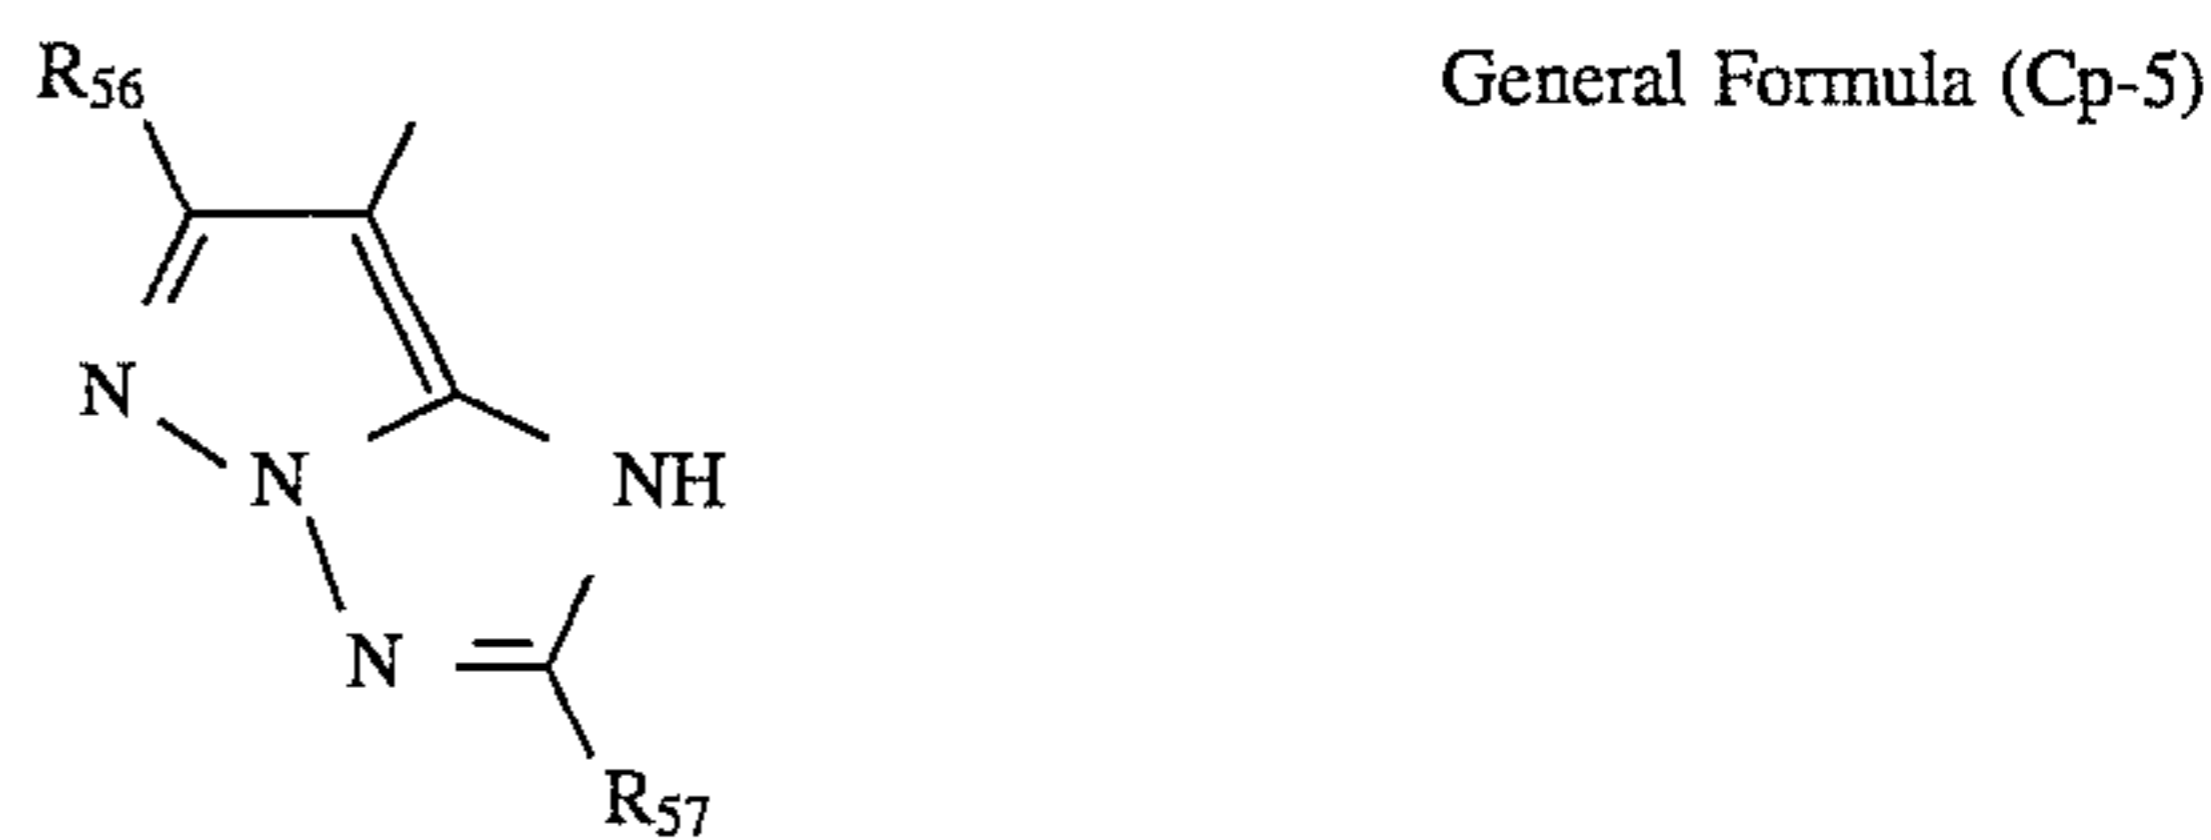 R56 General Formula (Cp-5)
N
N NH
N
R57